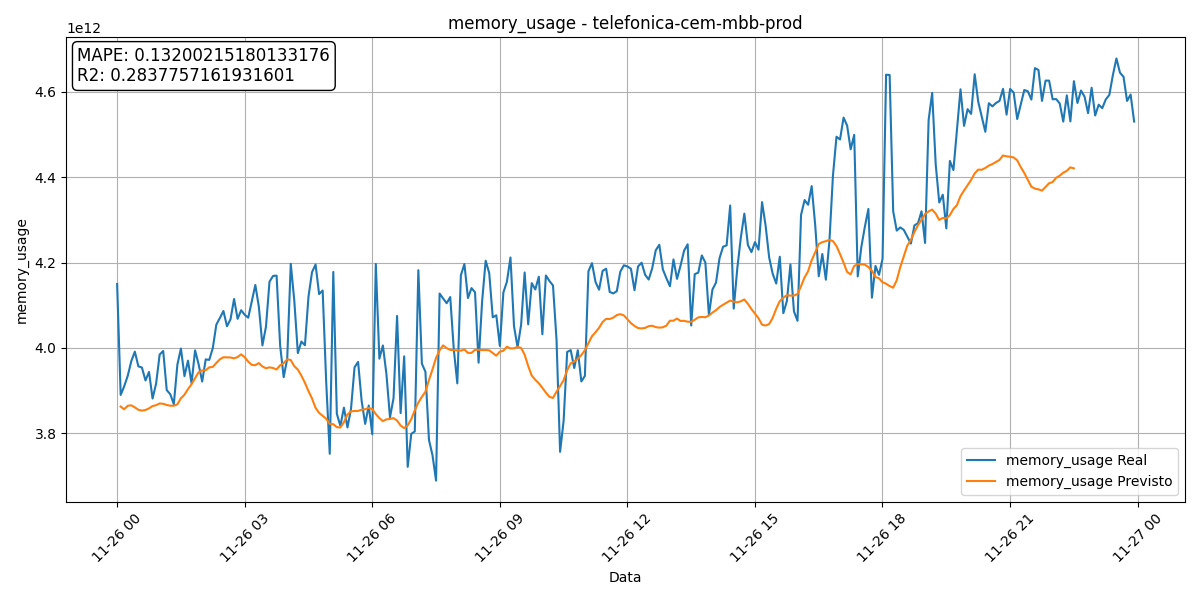 memory_usage - telefonica-cem-mbb-prod
1e12
MAPE: 0.13200215180133176
R2: 0.2837757161931601
4.6
4.4
4.2
4.0
3.8
memory_usage
memory_usage Real
memory_usage Previsto
11-26 00
11-26 03
11-26 06
11-26 09
11-26 12
11-26 15
11-26 18
11-26 21
11-27 00
Data